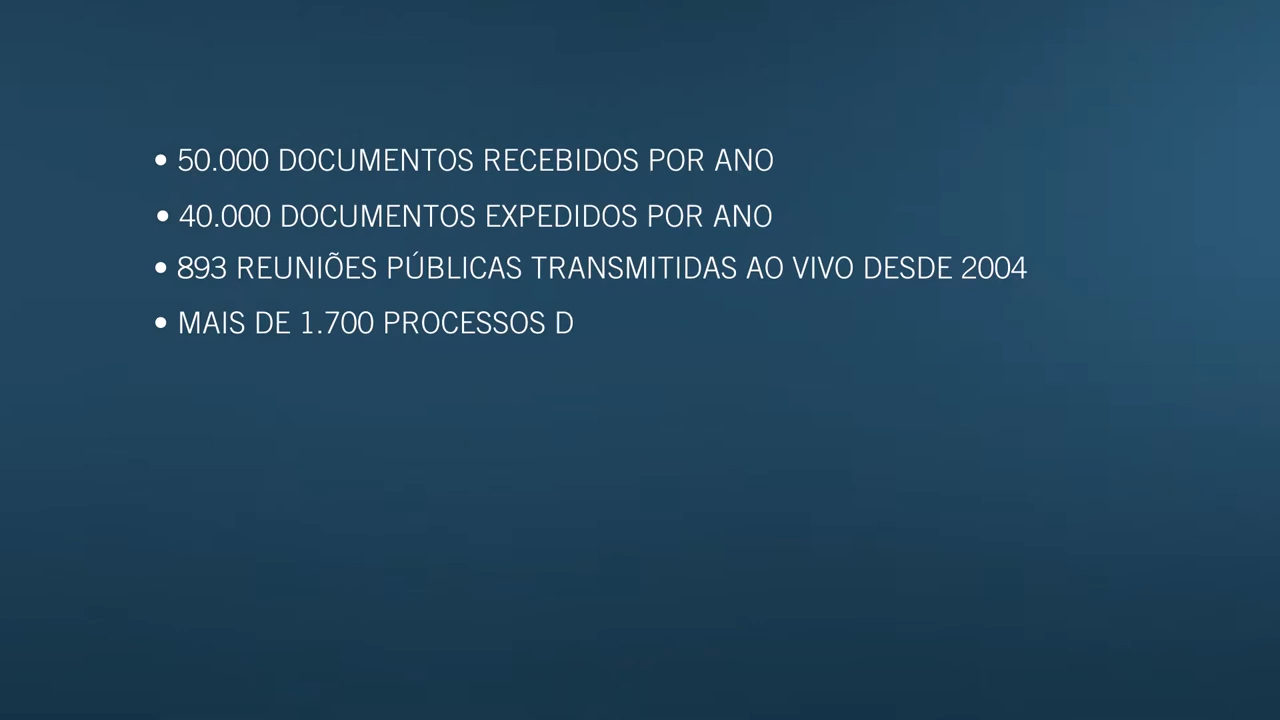 • 50.000 DOCUMENTOS RECEBIDOS POR ANO
• 40.000 DOCUMENTOS EXPEDIDOS POR ANO
• 893 REUNIÕES PÚBLICAS TRANSMITIDAS AO VIVO DESDE 2004
• MAIS DE 1.700 PROCESSOS D